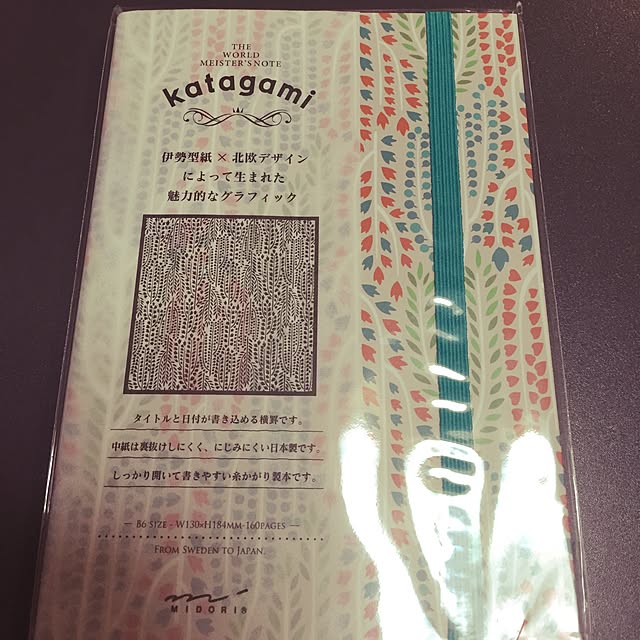 THE
WORLD
MEISTER'S NOTE
katagami
伊勢型紙×北欧デザイン
によって生まれた
魅力的なグラフィック
タイトルと日付が書き込める横罫です。
中紙は裏抜けしにくく、にじみにくい日本製です。
しっかり開いて書きやすい糸かがり製本です。
— B6 SIZE - W130×H184MM-160PAGES —
FROM SWEDEN TO JAPAN.
MIDORI®